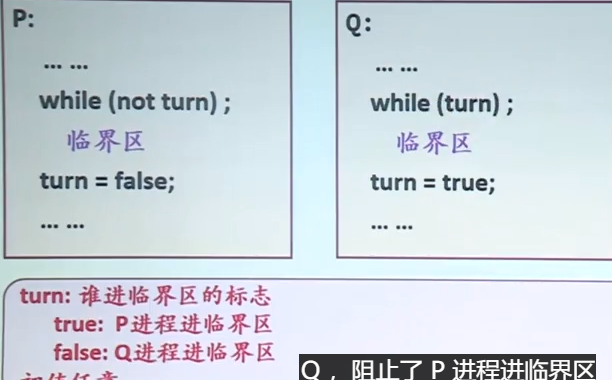 P:
... ...
while (not turn) ;
临界区
turn = false;
... ...
Q:
... ...
while (turn) ;
临界区
turn = true;
... ...
turn: 谁进临界区的标志
true: P进程进临界区
false: Q进程进临界区
Q ，阻止了 P 进程进临界区